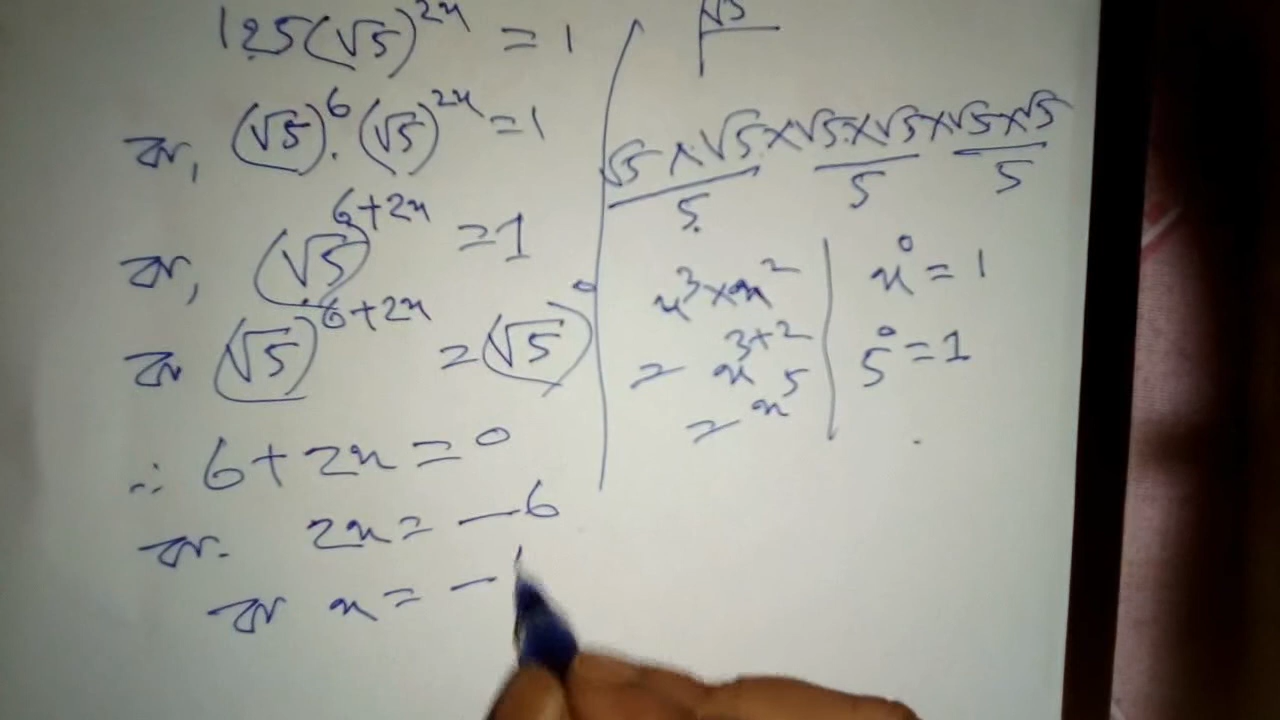 125(√5)^2x = 1
বা, (√5)^6.(√5)^2x = 1
বা, (√5)^6+2x = 1
বা (√5)^6+2x = (√5)^0
∴ 6+2x = 0
বা. 2x = -6
বা x = -
√5
√5×√5×√5×√5×√5×√5
5. 5 5
x^3×x^2
= x^3+2
= x^5
x^0 = 1
5^0 = 1